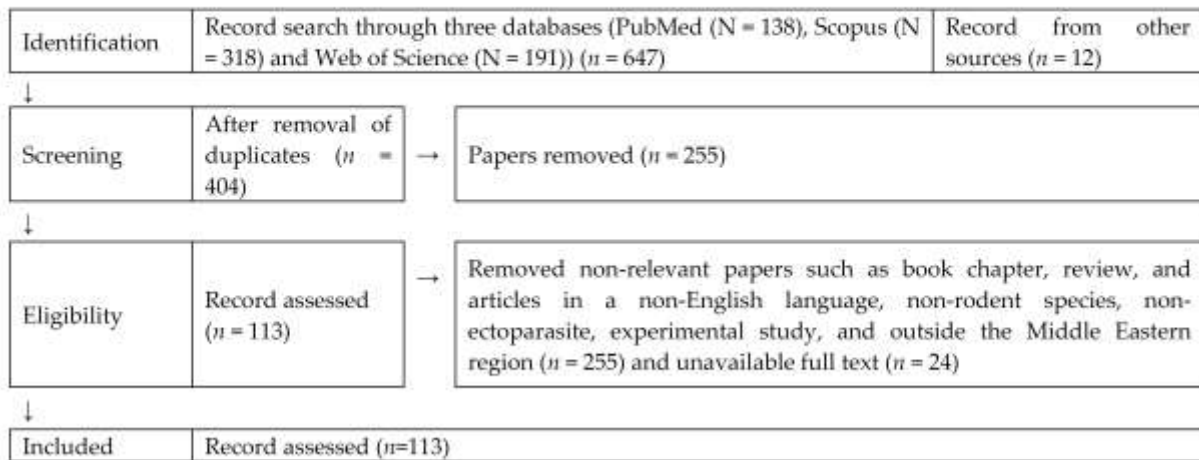 Identification
Record search through three databases (PubMed (N = 138), Scopus (N
= 318) and Web of Science (N = 191)) (n = 647)
Record from other
sources (n = 12)
↓
Screening
After removal of
duplicates (n =
404)
→
Papers removed (n = 255)
↓
Eligibility
Record assessed
(n = 113)
→
Removed non-relevant papers such as book chapter, review, and
articles in a non-English language, non-rodent species, non-
ectoparasite, experimental study, and outside the Middle Eastern
region (n = 255) and unavailable full text (n = 24)
↓
Included
Record assessed (n=113)